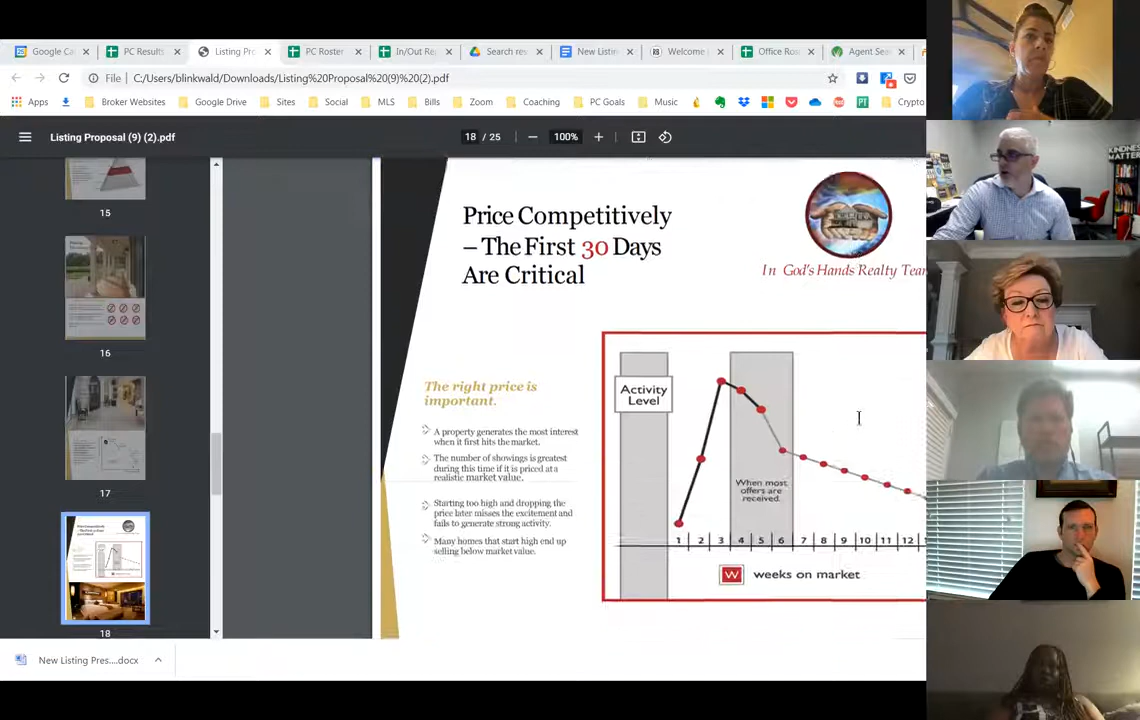 Google Ca
PC Results
Listing Pro
PC Roster
In/Out Re
Search res
New Listin
Welcome
Office Ros
Agent Sea
File
C:/Users/blinkwald/Downloads/Listing%20Proposal%20(9)%20(2).pdf
Apps
Broker Websites
Google Drive
Sites
Social
MLS
Bills
Zoom
Coaching
PC Goals
Music
Crypto
Listing Proposal (9) (2).pdf
18 / 25
100%
15
16
17
18
Price Competitively
– The First 30 Days
Are Critical
In God's Hands Realty Tea
The right price is
important.
A property generates the most interest
when it first hits the market.
The number of showings is greatest
during this time if it is priced at a
realistic market value.
Starting too high and dropping the
price later misses the excitement and
fails to generate strong activity.
Many homes that start high end up
selling below market value.
Activity
Level
When most
offers are
received.
1 2 3 4 5 6 7 8 9 10 11 12 1
W weeks on market
New Listing Pres....docx
KINDNESS
MATTER